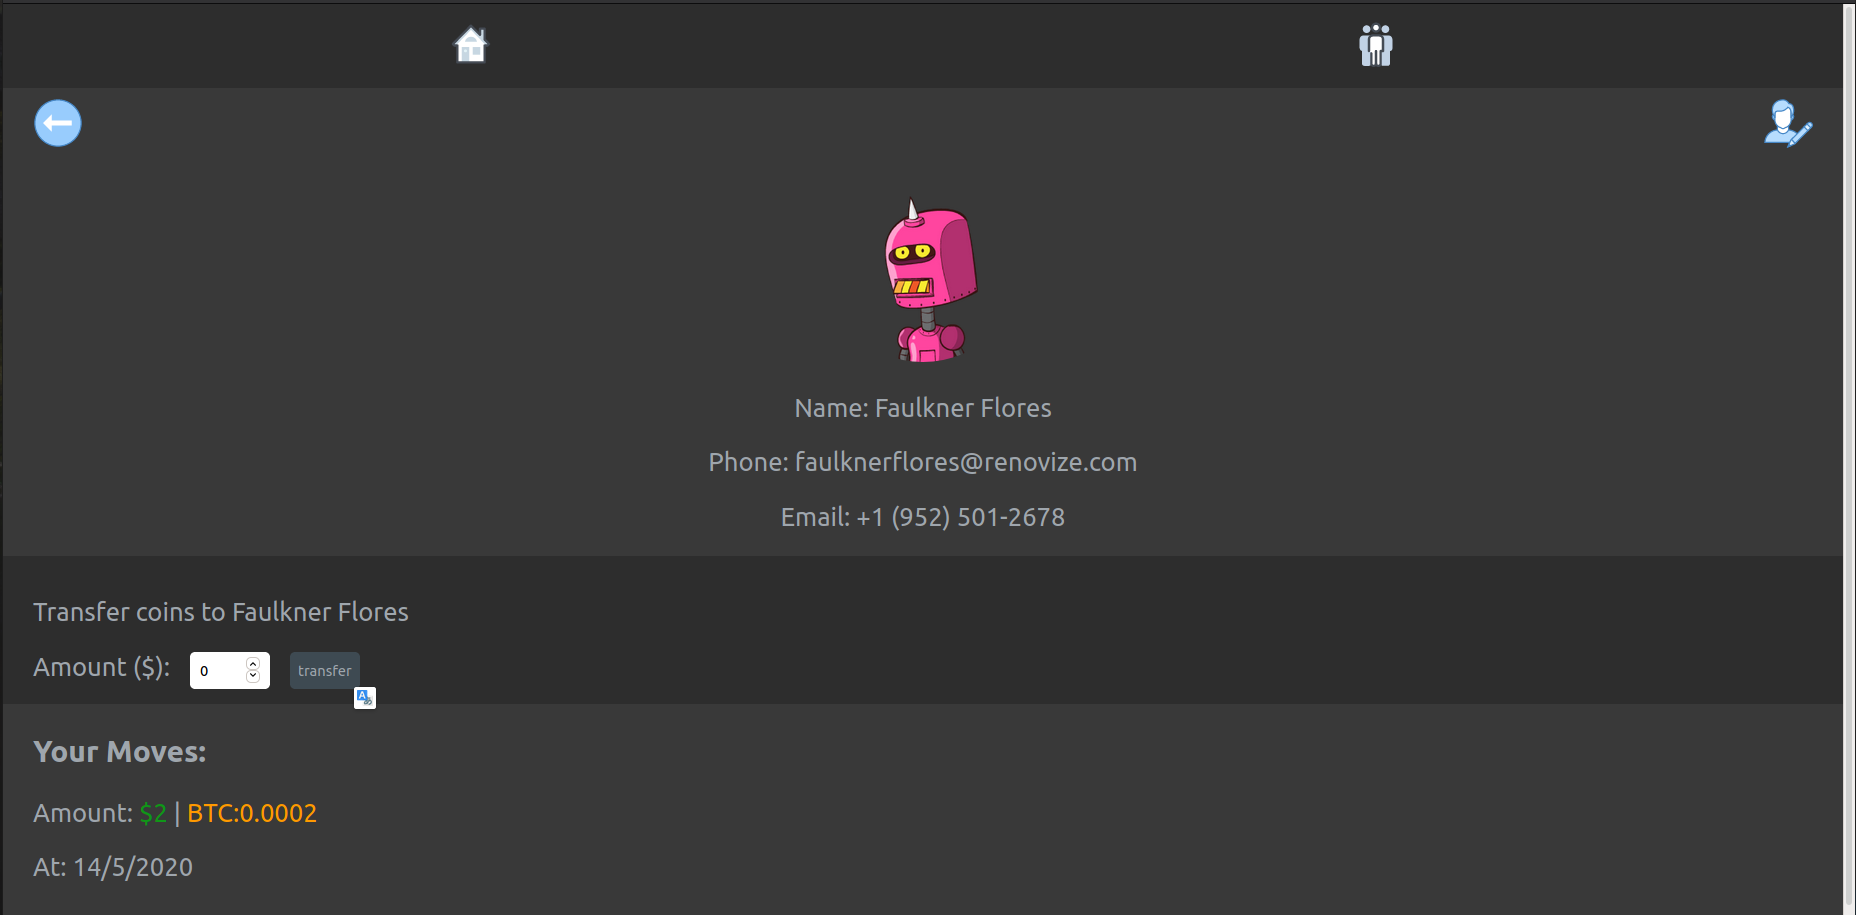 Name: Faulkner Flores
Phone: faulknerflores@renovize.com
Email: +1 (952) 501-2678
Transfer coins to Faulkner Flores
Amount ($): 0 transfer
Your Moves:
Amount: $2 | BTC:0.0002
At: 14/5/2020